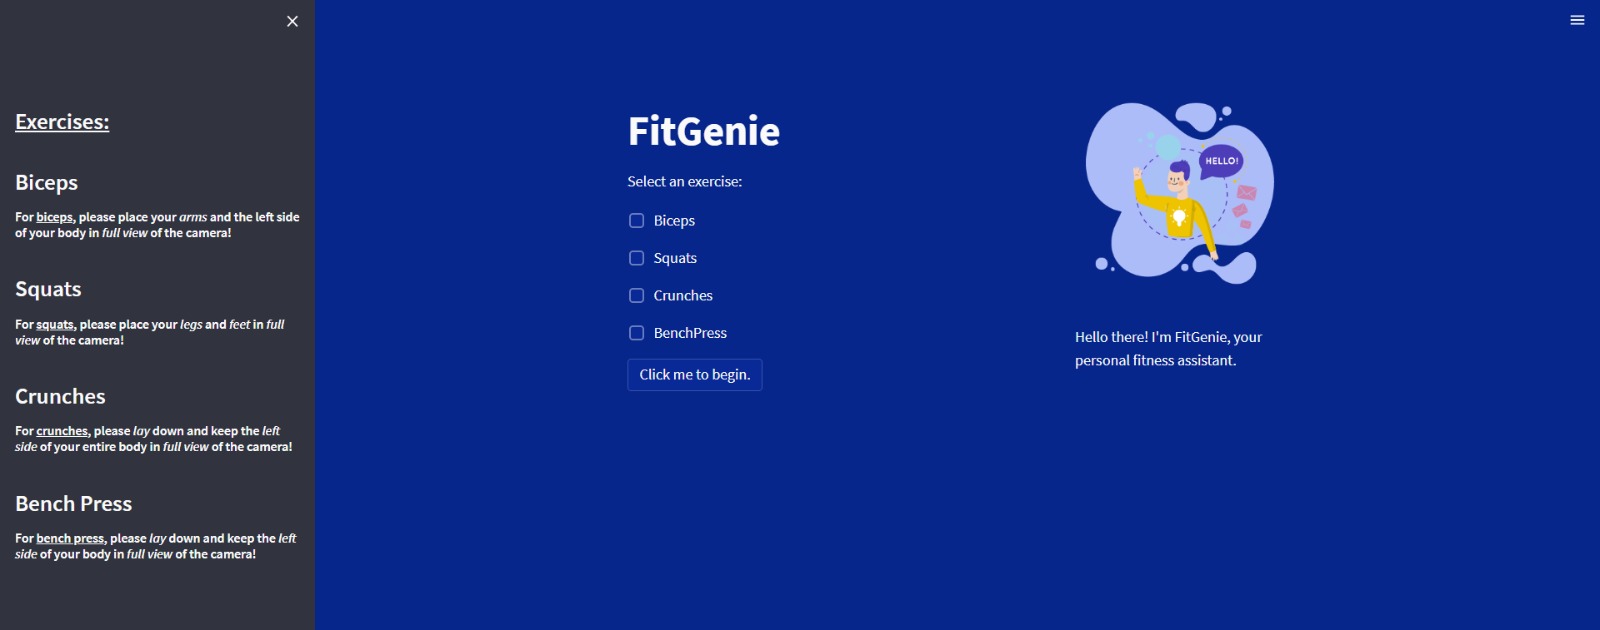 Exercises:
Biceps
For biceps, please place your arms and the left side
of your body in full view of the camera!
Squats
For squats, please place your legs and feet in full
view of the camera!
Crunches
For crunches, please lay down and keep the left
side of your entire body in full view of the camera!
Bench Press
For bench press, please lay down and keep the left
side of your body in full view of the camera!
FitGenie
Select an exercise:
Biceps
Squats
Crunches
BenchPress
Click me to begin.
HELLO!
Hello there! I'm FitGenie, your
personal fitness assistant.